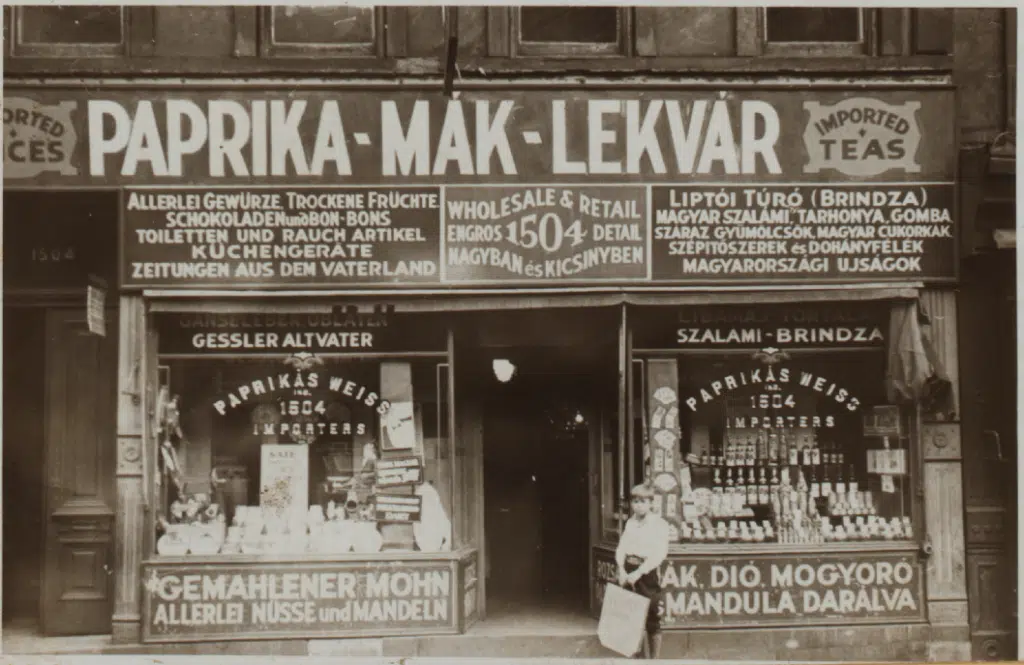 PAPRIKA - MÁK - LEKVÁR
IMPORTED
TEAS
ALLERLEI GEWÜRZE, TROCKENE FRÜCHTE.
SCHOKOLADEN und BON-BONS
TOILETTEN UND RAUCH ARTIKEL
KÜCHENGERÄTE
ZEITUNGEN AUS DEM VATERLAND
WHOLESALE & RETAIL
ENGROS 1504 DETAIL
NAGYBAN és KICSINYBEN
LIPTÓI TÚRÓ (BRINDZA)
MAGYAR SZALÁMI, TARHONYA, GOMBA
SZÁRAZ GYÜMÖLCSÖK, MAGYAR CUKORKÁK
SZÉPITŐSZEREK és DOHÁNYFÉLÉK
MAGYARORSZÁGI UJSÁGOK
1504
GESSLER ALTVATER
SZALAMI - BRINDZA
PAPRIKÁS WEISS
INC.
1504
IMPORTERS
PAPRIKÁS WEISS
INC.
1504
IMPORTERS
GEMAHLENER MOHN
ALLERLEI NÜSSE und MANDELN
DIÓ, MOGYORÓ
MANDULA DARÁLVA